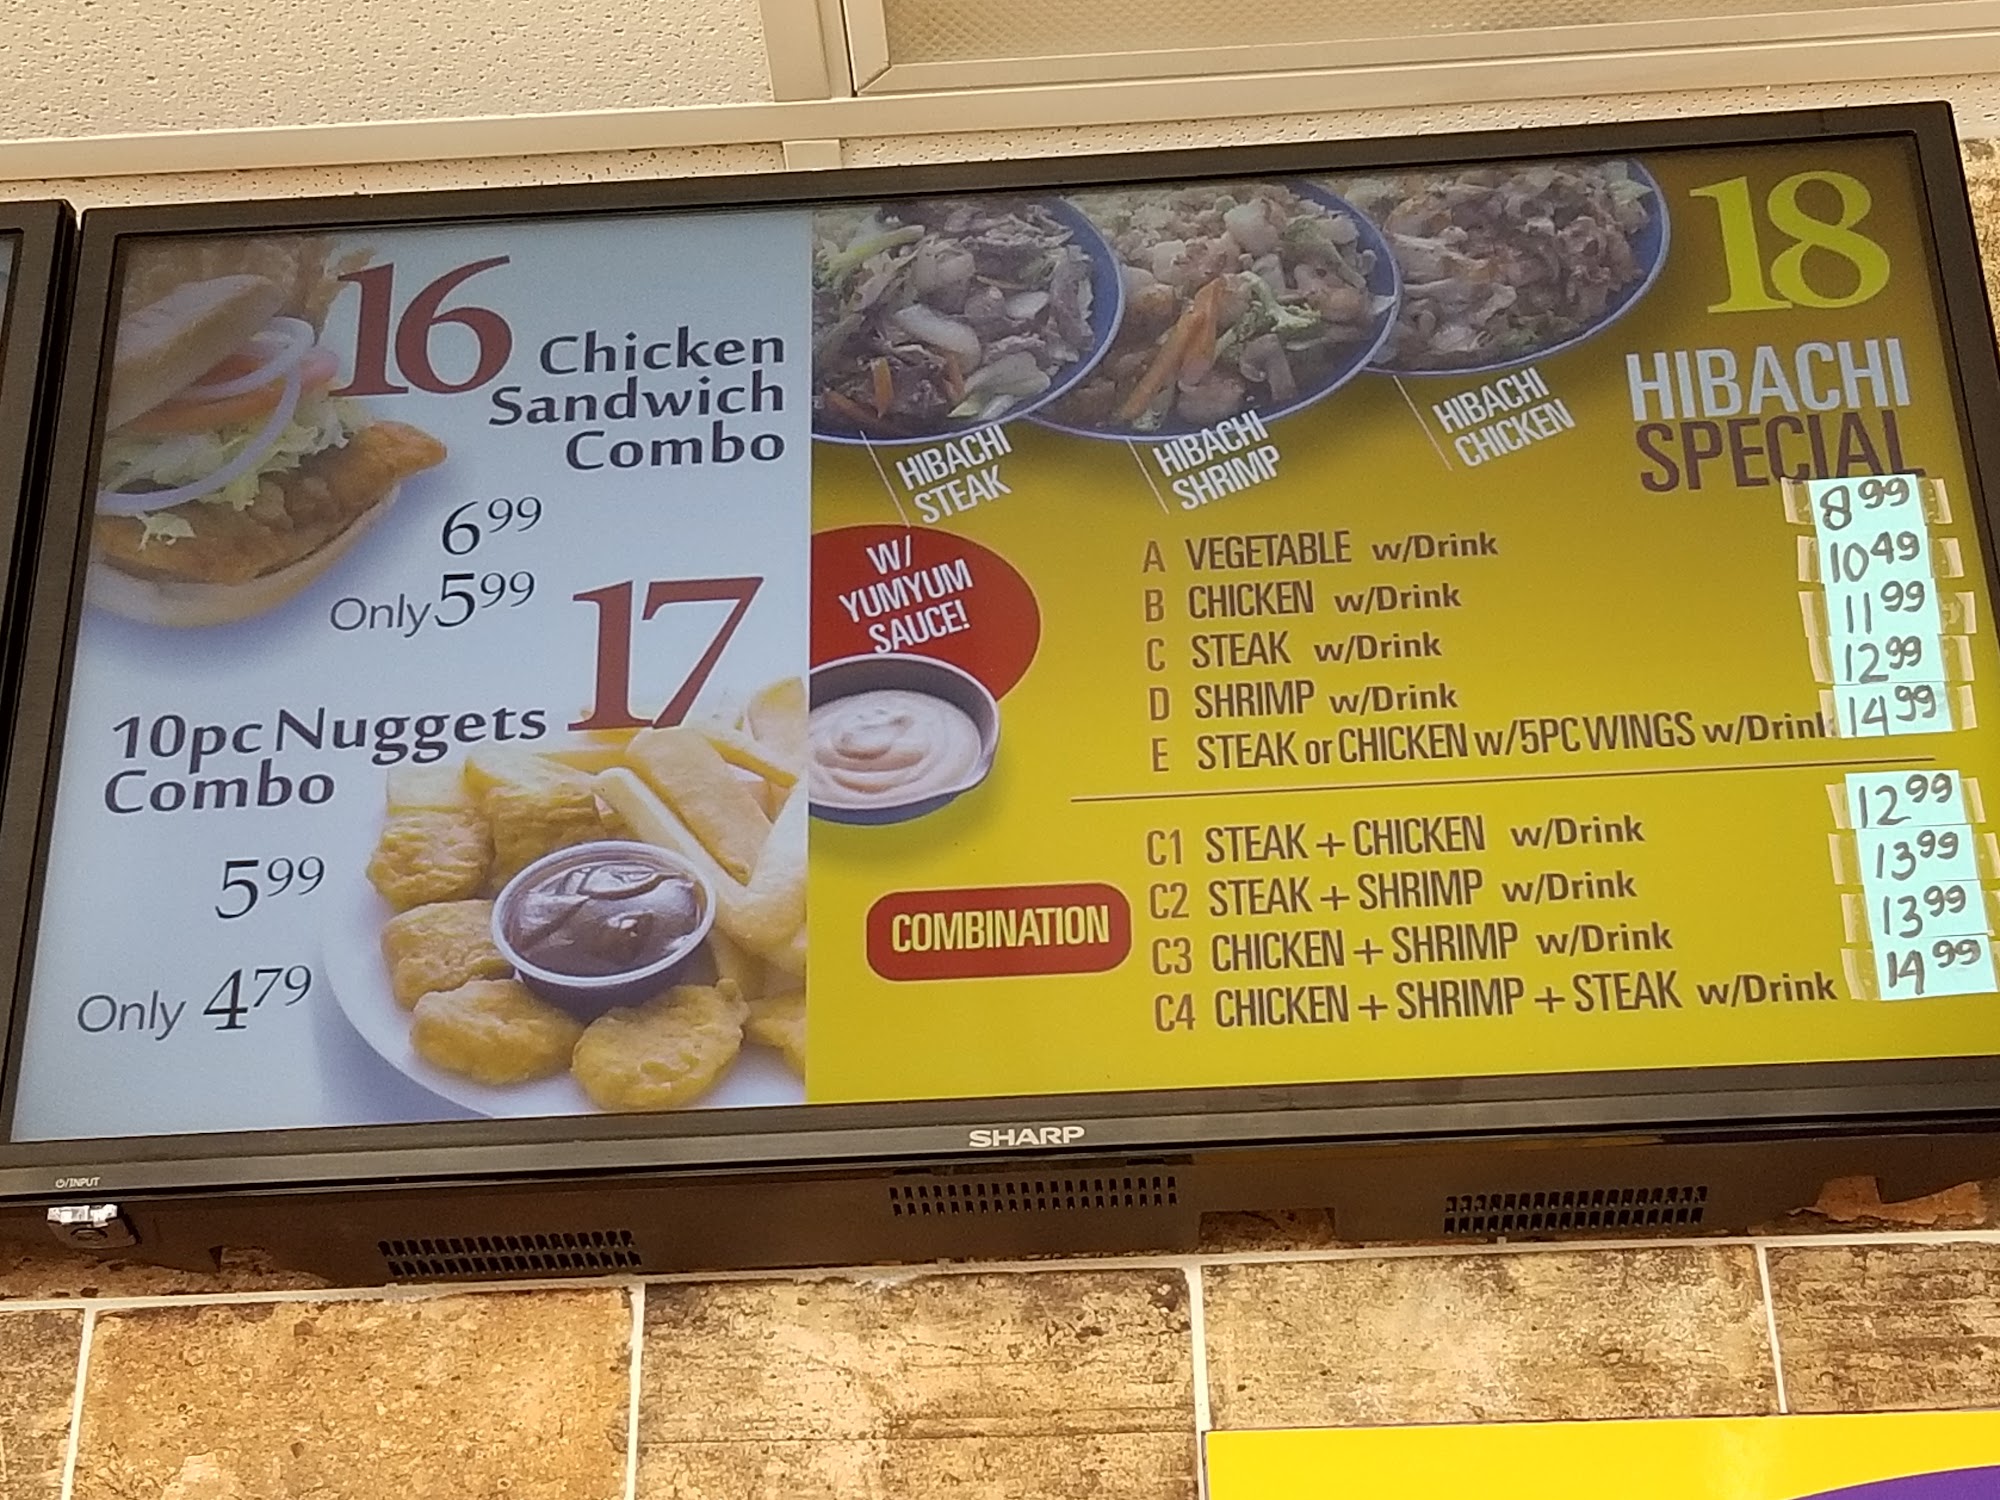 16
Chicken
Sandwich
Combo
6.99
Only 5.99
17
10pc Nuggets
Combo
5.99
Only 4.79
HIBACHI
STEAK
HIBACHI
SHRIMP
HIBACHI
CHICKEN
18
HIBACHI
SPECIAL
W/
YUMYUM
SAUCE!
A VEGETABLE w/Drink 8.99
B CHICKEN w/Drink 10.49
C STEAK w/Drink 11.99
D SHRIMP w/Drink 12.99
E STEAK or CHICKEN w/5PC WINGS w/Drink 14.99
COMBINATION
C1 STEAK + CHICKEN w/Drink 12.99
C2 STEAK + SHRIMP w/Drink 13.99
C3 CHICKEN + SHRIMP w/Drink 13.99
C4 CHICKEN + SHRIMP + STEAK w/Drink 14.99
SHARP
⏻/INPUT